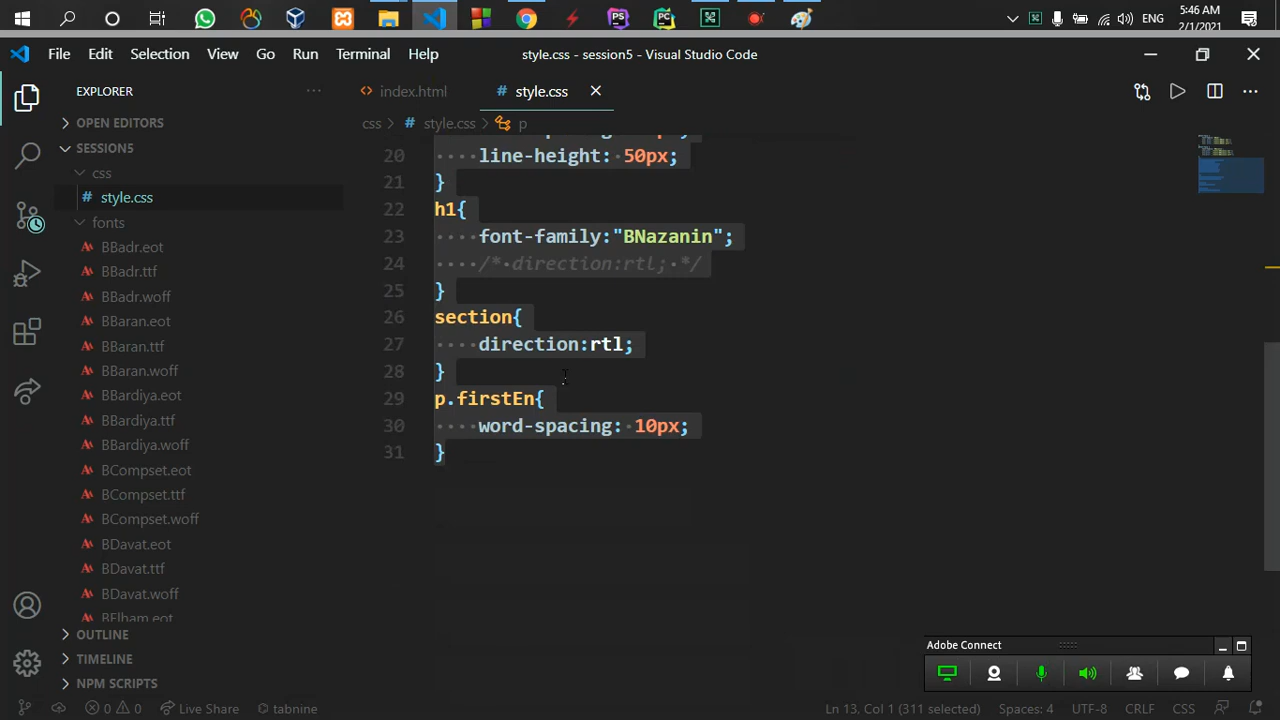 5:46 AM
ENG
2/1/2021
File Edit Selection View Go Run Terminal Help
style.css - session5 - Visual Studio Code
EXPLORER
index.html
style.css
OPEN EDITORS
css > style.css > p
SESSION5
css
style.css
fonts
BBadr.eot
BBadr.ttf
BBadr.woff
BBaran.eot
BBaran.ttf
BBaran.woff
BBardiya.eot
BBardiya.ttf
BBardiya.woff
BCompset.eot
BCompset.ttf
BCompset.woff
BDavat.eot
BDavat.ttf
BDavat.woff
BElham.eot
OUTLINE
TIMELINE
NPM SCRIPTS
20 line-height: 50px;
21 }
22 h1{
23 font-family:"BNazanin";
24 /* direction:rtl; */
25 }
26 section{
27 direction:rtl;
28 }
29 p.firstEn{
30 word-spacing: 10px;
31 }
Adobe Connect
0 0 Live Share tabnine
Ln 13, Col 1 (311 selected) Spaces: 4 UTF-8 CRLF CSS